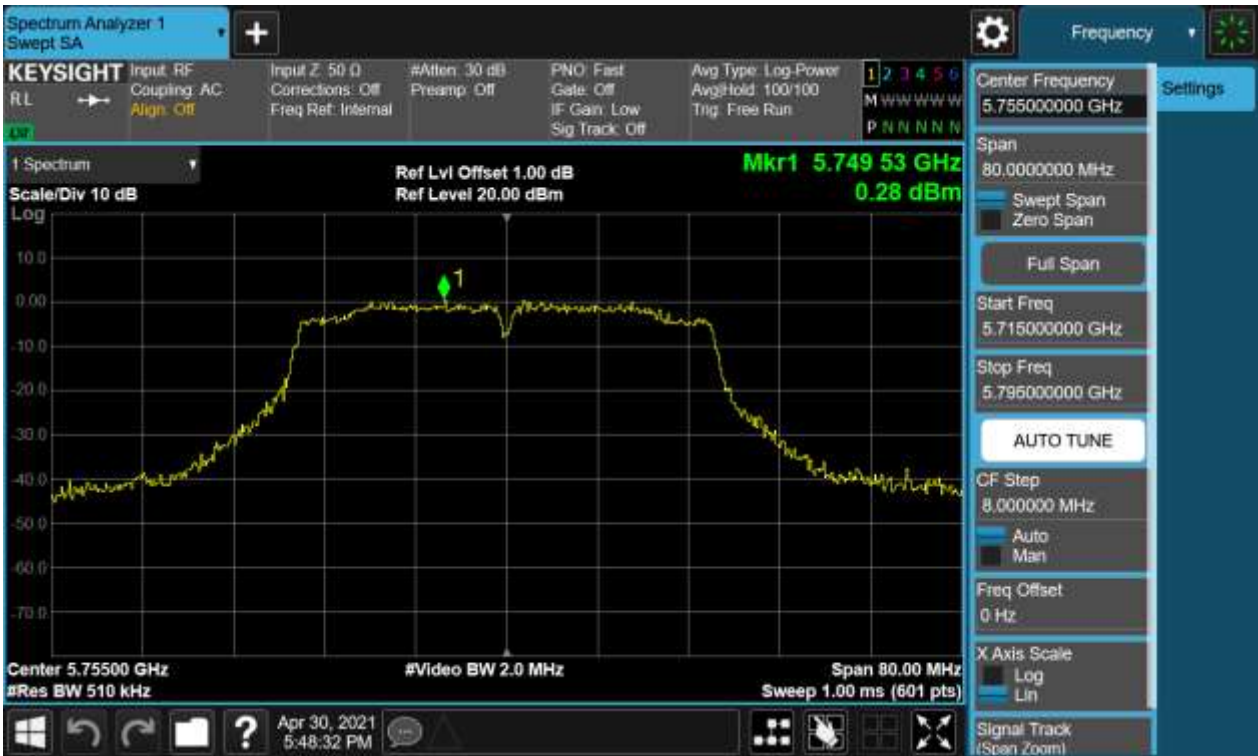 Spectrum Analyzer 1
Swept SA
+
Frequency
KEYSIGHT
RL
Input: RF
Coupling: AC
Align: Off
Input Z: 50 Ω
Corrections: Off
Freq Ref: Internal
#Atten: 30 dB
Preamp: Off
PNO: Fast
Gate: Off
IF Gain: Low
Sig Track: Off
Avg Type: Log-Power
Avg|Hold: 100/100
Trig: Free Run
1 2 3 4 5 6
M W W W W W
P N N N N N
1 Spectrum
Scale/Div 10 dB
Log
Ref Lvl Offset 1.00 dB
Ref Level 20.00 dBm
Mkr1 5.749 53 GHz
0.28 dBm
1
10.0
0.00
-10.0
-20.0
-30.0
-40.0
-50.0
-60.0
-70.0
Center 5.75500 GHz
#Res BW 510 kHz
#Video BW 2.0 MHz
Span 80.00 MHz
Sweep 1.00 ms (601 pts)
Center Frequency
5.755000000 GHz
Settings
Span
80.0000000 MHz
Swept Span
Zero Span
Full Span
Start Freq
5.715000000 GHz
Stop Freq
5.795000000 GHz
AUTO TUNE
CF Step
8.000000 MHz
Auto
Man
Freq Offset
0 Hz
X Axis Scale
Log
Lin
Signal Track
(Span Zoom)
?
Apr 30, 2021
5:48:32 PM